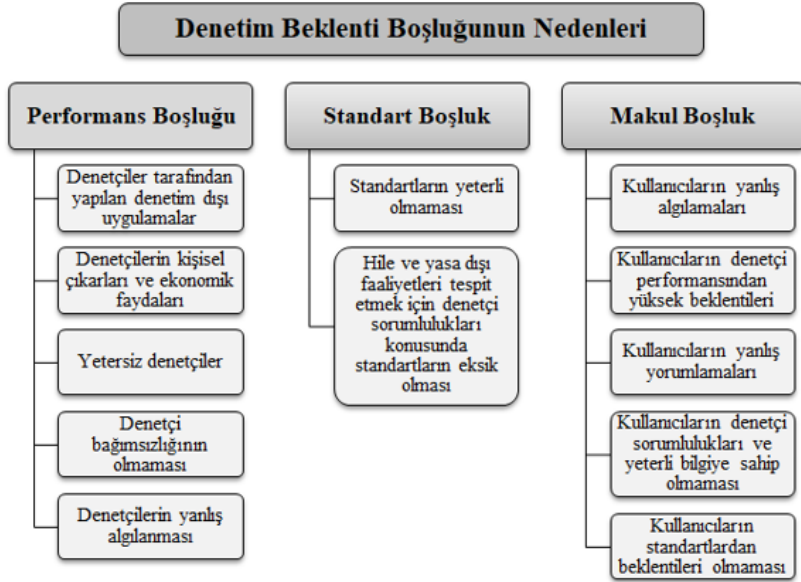 Denetim Beklenti Boşluğunun Nedenleri
Performans Boşluğu
Denetçiler tarafından
yapılan denetim dışı
uygulamalar
Denetçilerin kişisel
çıkarları ve ekonomik
faydaları
Yetersiz denetçiler
Denetçi
bağımsızlığının
olmaması
Denetçilerin yanlış
algılanması
Standart Boşluk
Standartların yeterli
olmaması
Hile ve yasa dışı
faaliyetleri tespit
etmek için denetçi
sorumlulukları
konusunda
standartların eksik
olması
Makul Boşluk
Kullanıcıların yanlış
algılamaları
Kullanıcıların denetçi
performansından
yüksek beklentileri
Kullanıcıların yanlış
yorumlamaları
Kullanıcıların denetçi
sorumlulukları ve
yeterli bilgiye sahip
olmaması
Kullanıcıların
standartlardan
beklentileri olmaması